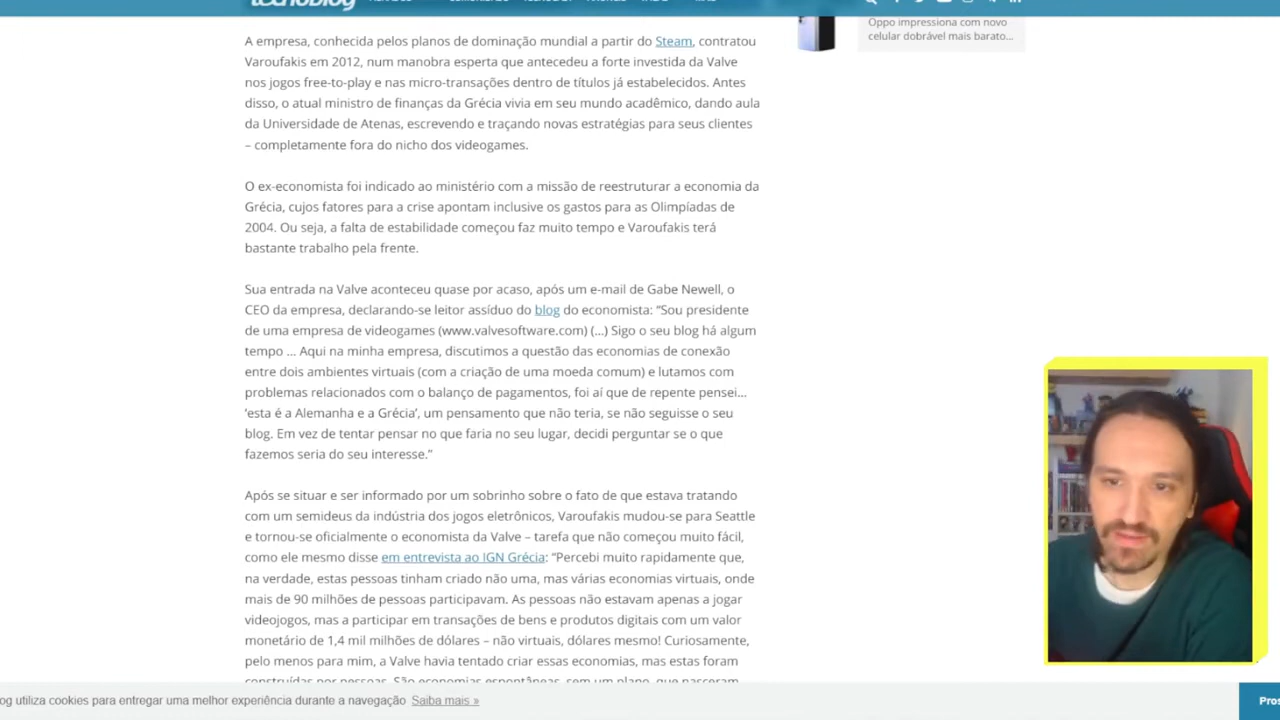 tecnoblog
Oppo impressiona com novo
celular dobrável mais barato...
A empresa, conhecida pelos planos de dominação mundial a partir do Steam, contratou
Varoufakis em 2012, num manobra esperta que antecedeu a forte investida da Valve
nos jogos free-to-play e nas micro-transações dentro de títulos já estabelecidos. Antes
disso, o atual ministro de finanças da Grécia vivia em seu mundo acadêmico, dando aula
da Universidade de Atenas, escrevendo e traçando novas estratégias para seus clientes
– completamente fora do nicho dos videogames.
O ex-economista foi indicado ao ministério com a missão de reestruturar a economia da
Grécia, cujos fatores para a crise apontam inclusive os gastos para as Olimpíadas de
2004. Ou seja, a falta de estabilidade começou faz muito tempo e Varoufakis terá
bastante trabalho pela frente.
Sua entrada na Valve aconteceu quase por acaso, após um e-mail de Gabe Newell, o
CEO da empresa, declarando-se leitor assíduo do blog do economista: “Sou presidente
de uma empresa de videogames (www.valvesoftware.com) (...) Sigo o seu blog há algum
tempo ... Aqui na minha empresa, discutimos a questão das economias de conexão
entre dois ambientes virtuais (com a criação de uma moeda comum) e lutamos com
problemas relacionados com o balanço de pagamentos, foi aí que de repente pensei...
‘esta é a Alemanha e a Grécia’, um pensamento que não teria, se não seguisse o seu
blog. Em vez de tentar pensar no que faria no seu lugar, decidi perguntar se o que
fazemos seria do seu interesse.”
Após se situar e ser informado por um sobrinho sobre o fato de que estava tratando
com um semideus da indústria dos jogos eletrônicos, Varoufakis mudou-se para Seattle
e tornou-se oficialmente o economista da Valve – tarefa que não começou muito fácil,
como ele mesmo disse em entrevista ao IGN Grécia: “Percebi muito rapidamente que,
na verdade, estas pessoas tinham criado não uma, mas várias economias virtuais, onde
mais de 90 milhões de pessoas participavam. As pessoas não estavam apenas a jogar
videojogos, mas a participar em transações de bens e produtos digitais com um valor
monetário de 1,4 mil milhões de dólares – não virtuais, dólares mesmo! Curiosamente,
pelo menos para mim, a Valve havia tentado criar essas economias, mas estas foram
construídas por pessoas. São economias espontâneas, sem um plano, que nasceram
og utiliza cookies para entregar uma melhor experiência durante a navegação Saiba mais »
Pros